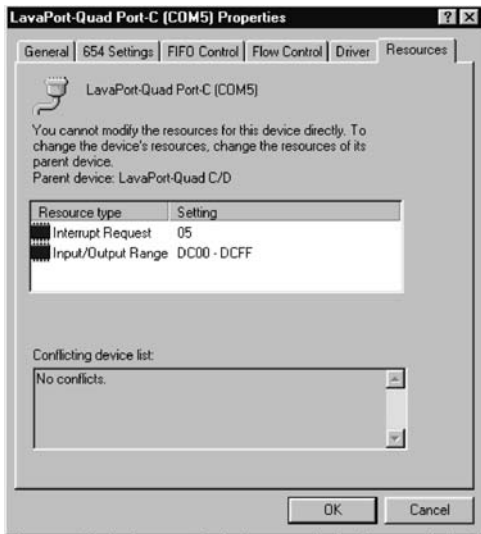 LavaPort-Quad Port-C (COM5) Properties
General 654 Settings FIFO Control Flow Control Driver Resources
LavaPort-Quad Port-C (COM5)
You cannot modify the resources for this device directly. To
change the device's resources, change the resources of its
parent device.
Parent device: LavaPort-Quad C/D
Resource type Setting
Interrupt Request 05
Input/Output Range DC00 - DCFF
Conflicting device list:
No conflicts.
OK Cancel